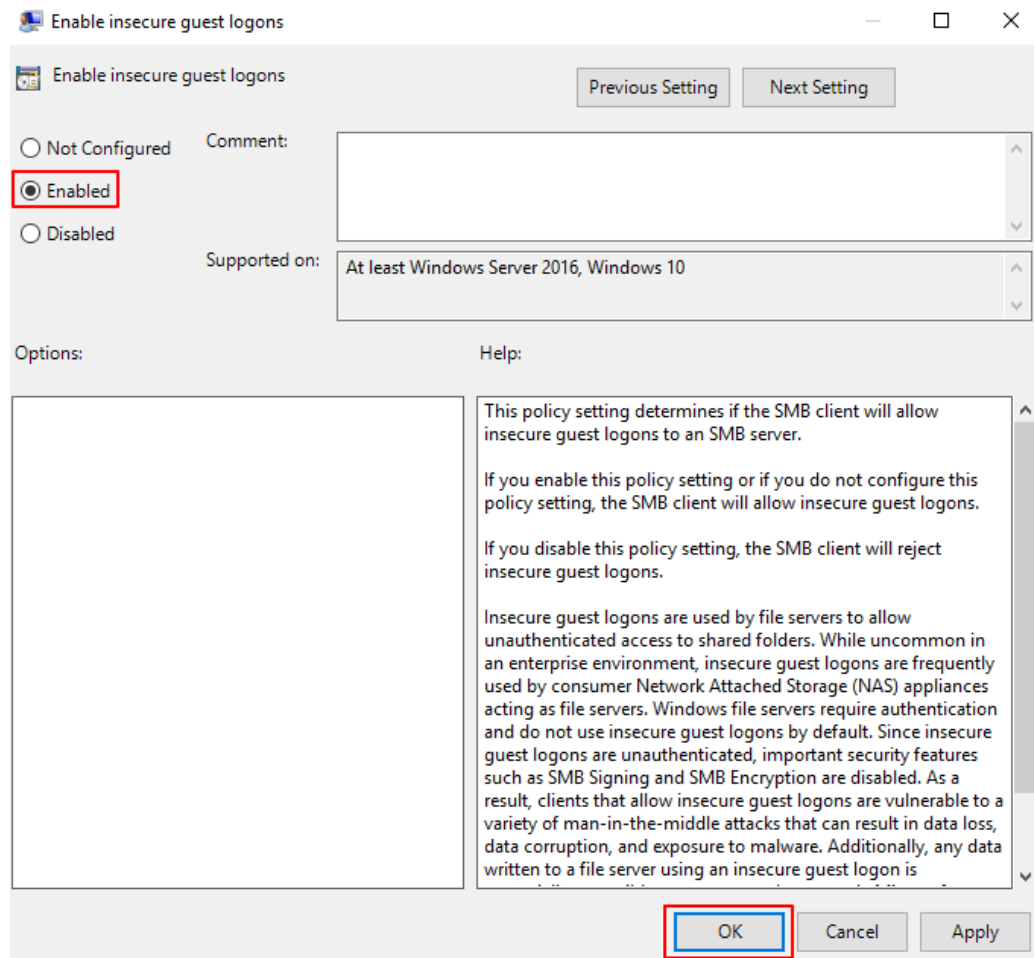 Enable insecure guest logons
Enable insecure guest logons
Previous Setting
Next Setting
Not Configured
Comment:
Enabled
Disabled
Supported on:
At least Windows Server 2016, Windows 10
Options:
Help:
This policy setting determines if the SMB client will allow
insecure guest logons to an SMB server.
If you enable this policy setting or if you do not configure this
policy setting, the SMB client will allow insecure guest logons.
If you disable this policy setting, the SMB client will reject
insecure guest logons.
Insecure guest logons are used by file servers to allow
unauthenticated access to shared folders. While uncommon in
an enterprise environment, insecure guest logons are frequently
used by consumer Network Attached Storage (NAS) appliances
acting as file servers. Windows file servers require authentication
and do not use insecure guest logons by default. Since insecure
guest logons are unauthenticated, important security features
such as SMB Signing and SMB Encryption are disabled. As a
result, clients that allow insecure guest logons are vulnerable to a
variety of man-in-the-middle attacks that can result in data loss,
data corruption, and exposure to malware. Additionally, any data
written to a file server using an insecure guest logon is
OK
Cancel
Apply